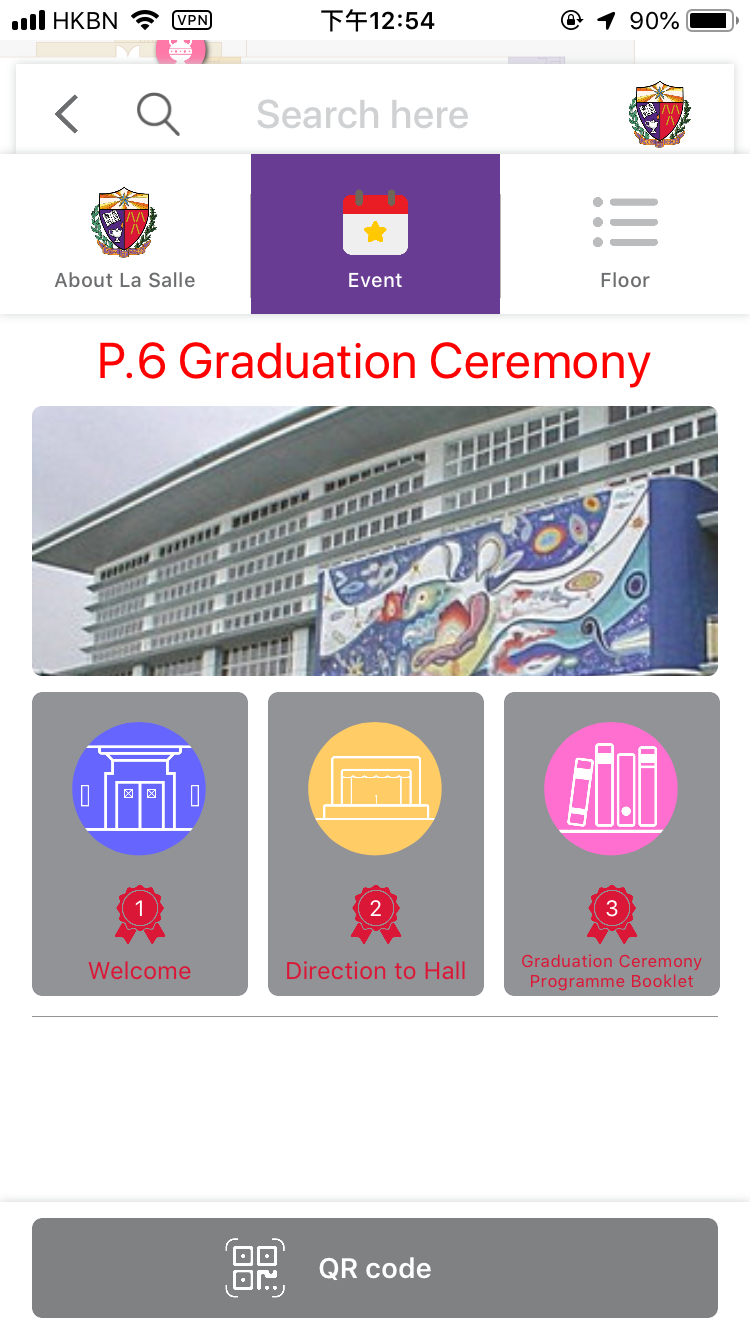 HKBN VPN 下午12:54 90%
Search here
About La Salle
Event
Floor
P.6 Graduation Ceremony
1
1
2
3
Welcome
Direction to Hall
Graduation Ceremony
Programme Booklet
QR code